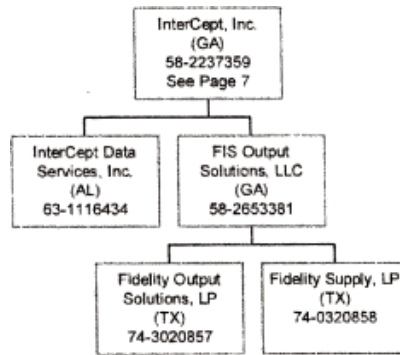 InterCept, Inc.
(GA)
58-2237359
See Page 7
InterCept Data
Services, Inc.
(AL)
63-1116434
FIS Output
Solutions, LLC
(GA)
58-2653381
Fidelity Output
Solutions, LP
(TX)
74-3020857
Fidelity Supply, LP
(TX)
74-0320858